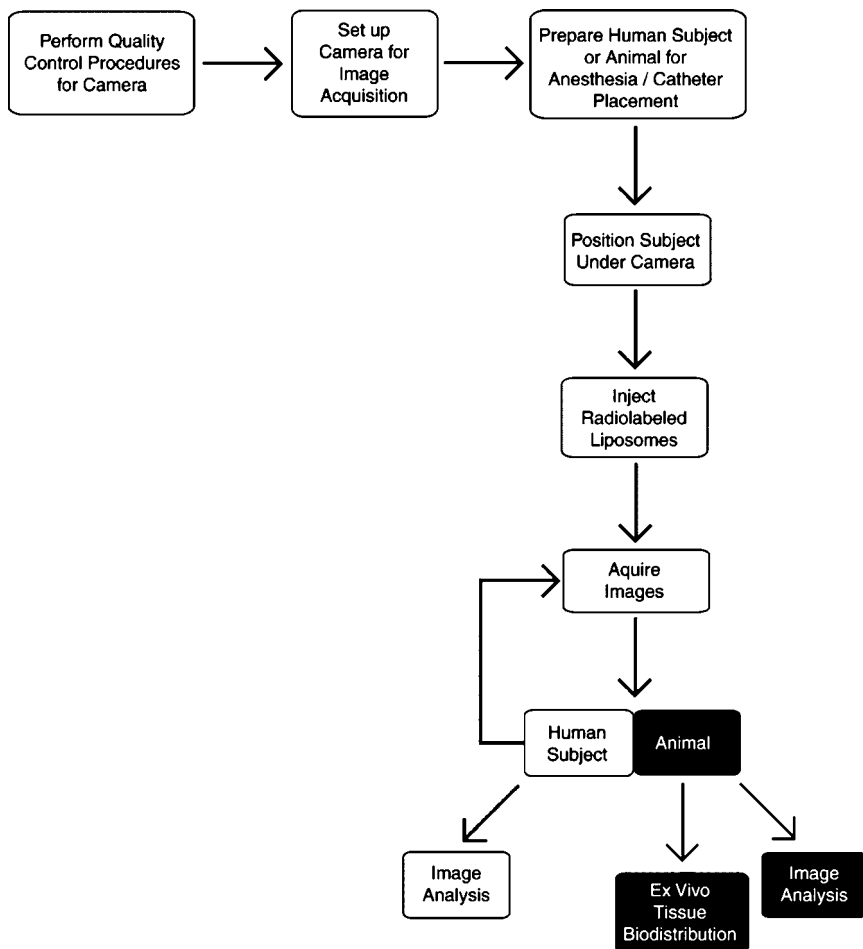 Perform Quality
Control Procedures
for Camera
Set up
Camera for
Image
Acquisition
Prepare Human Subject
or Animal for
Anesthesia / Catheter
Placement
Position Subject
Under Camera
Inject
Radiolabeled
Liposomes
Aquire
Images
Human
Subject
Animal
Image
Analysis
Ex Vivo
Tissue
Biodistribution
Image
Analysis